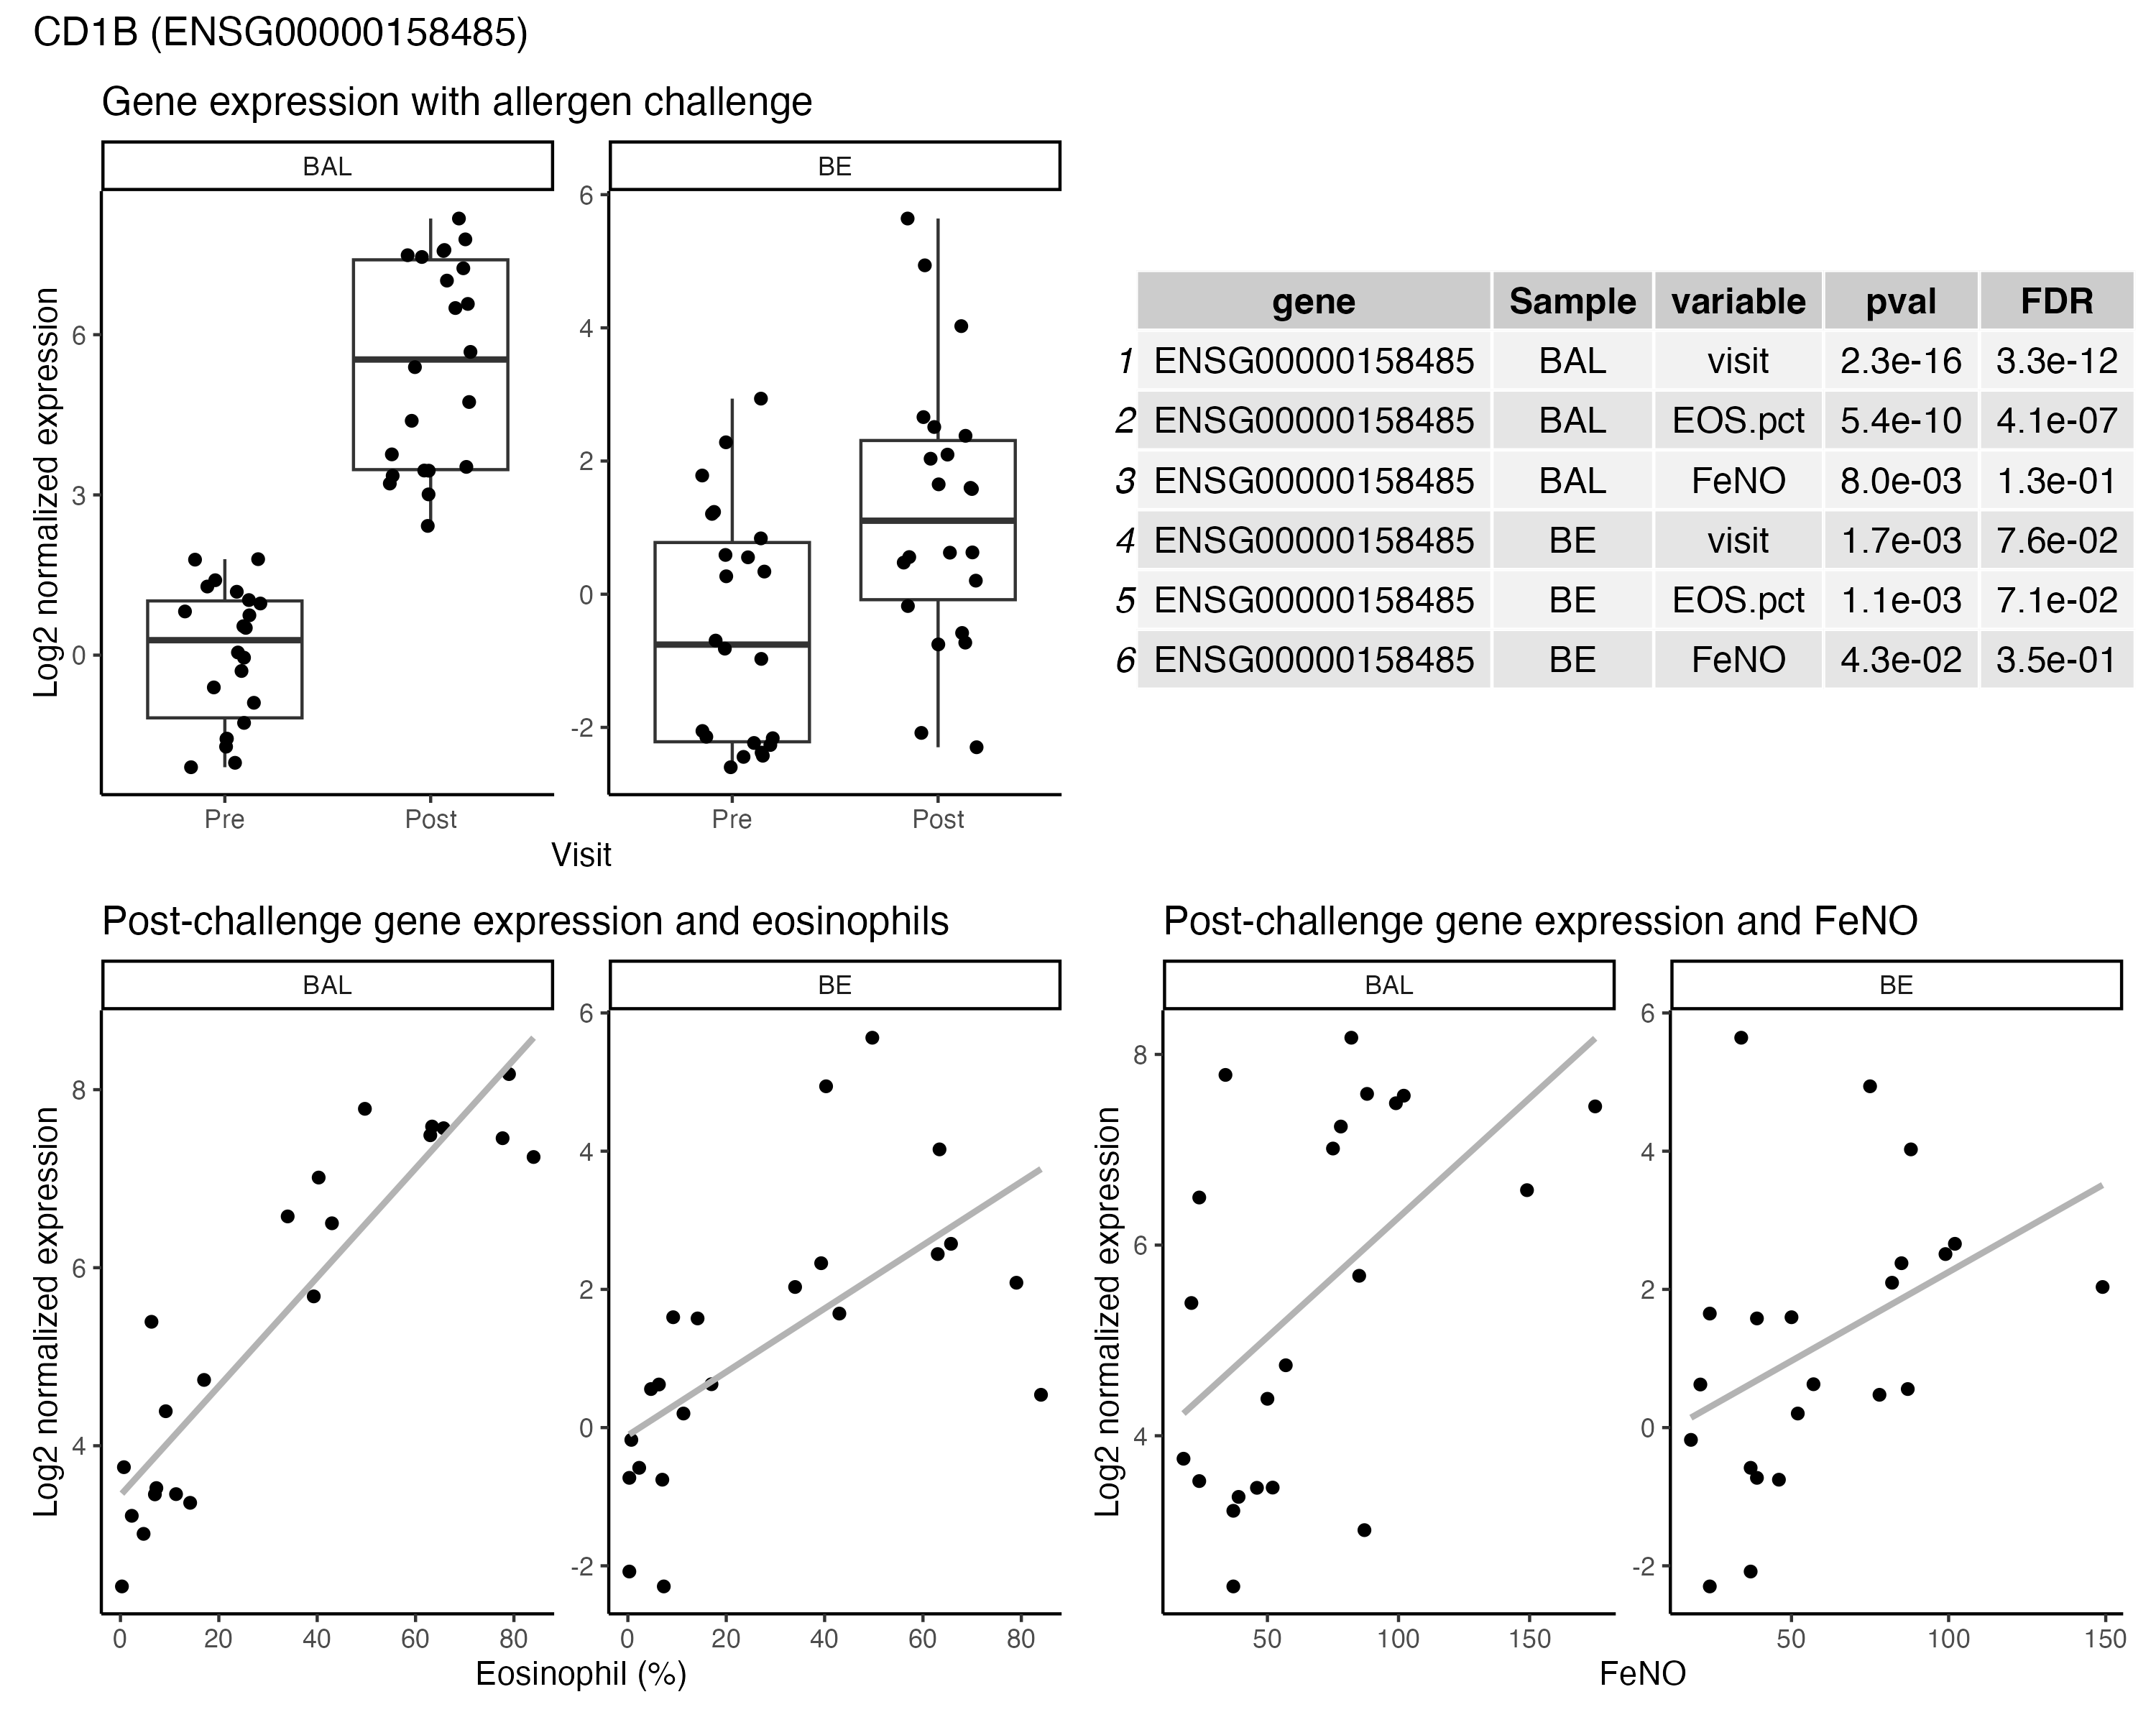 CD1B (ENSG00000158485)
Gene expression with allergen challenge
BAL
BE
Log2 normalized expression
6
3
0
6
4
2
0
-2
Pre
Post
Pre
Post
Visit
gene Sample variable pval FDR
1 ENSG00000158485 BAL visit 2.3e-16 3.3e-12
2 ENSG00000158485 BAL EOS.pct 5.4e-10 4.1e-07
3 ENSG00000158485 BAL FeNO 8.0e-03 1.3e-01
4 ENSG00000158485 BE visit 1.7e-03 7.6e-02
5 ENSG00000158485 BE EOS.pct 1.1e-03 7.1e-02
6 ENSG00000158485 BE FeNO 4.3e-02 3.5e-01
Post-challenge gene expression and eosinophils
BAL
BE
Log2 normalized expression
8
6
4
6
4
2
0
-2
0 20 40 60 80
0 20 40 60 80
Eosinophil (%)
Post-challenge gene expression and FeNO
BAL
BE
Log2 normalized expression
8
6
4
6
4
2
0
-2
50 100 150
50 100 150
FeNO